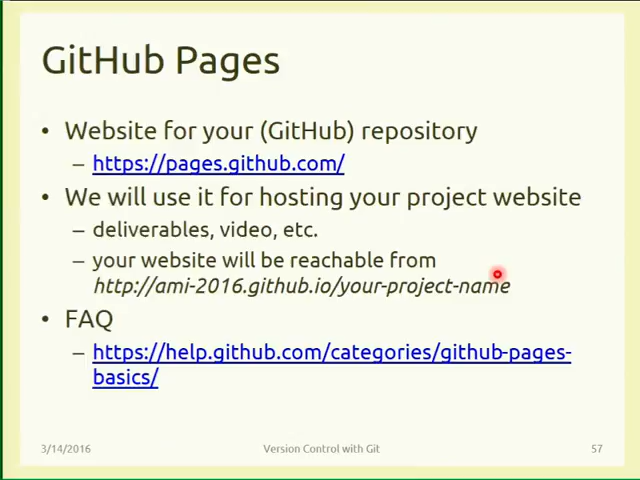 GitHub Pages
• Website for your (GitHub) repository
– https://pages.github.com/
• We will use it for hosting your project website
– deliverables, video, etc.
– your website will be reachable from
http://ami-2016.github.io/your-project-name
• FAQ
– https://help.github.com/categories/github-pages-
basics/
3/14/2016 Version Control with Git 57